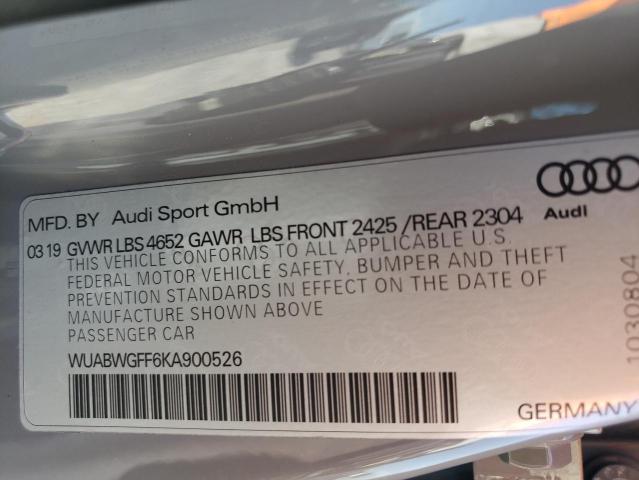 MFD. BY Audi Sport GmbH
Audi
03 19 GVWR LBS 4652 GAWR LBS FRONT 2425 /REAR 2304
THIS VEHICLE CONFORMS TO ALL APPLICABLE U.S.
FEDERAL MOTOR VEHICLE SAFETY, BUMPER AND THEFT
PREVENTION STANDARDS IN EFFECT ON THE DATE OF
MANUFACTURE SHOWN ABOVE
PASSENGER CAR
WUABWGFF6KA900526
GERMANY
1030804